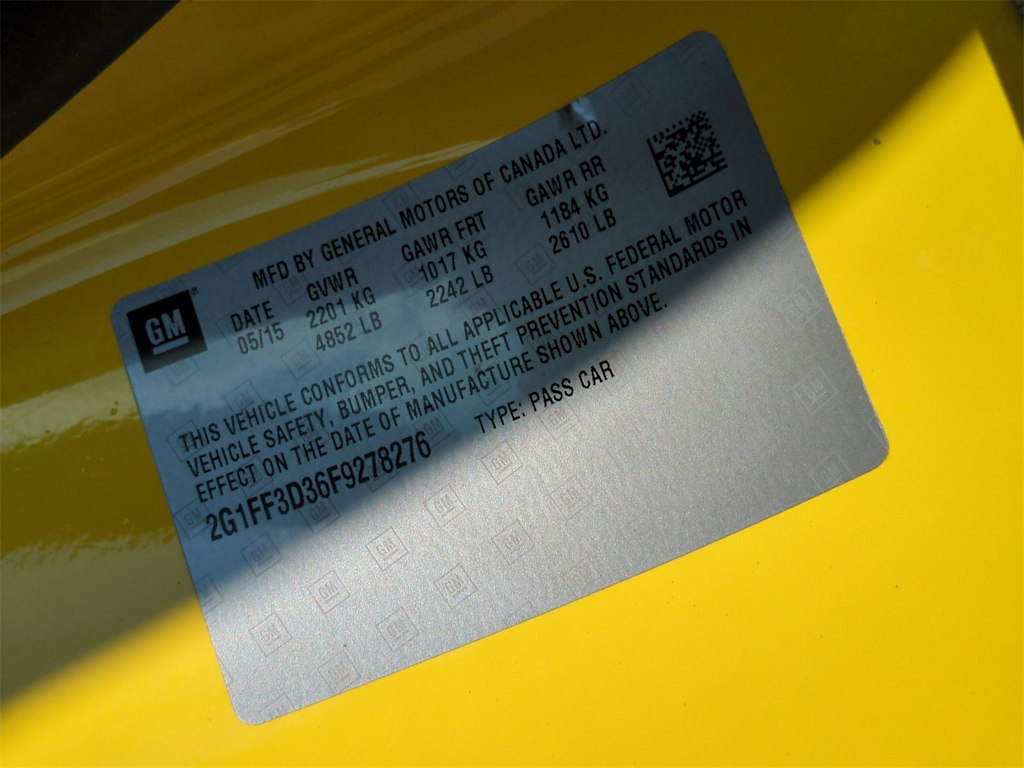 GM
MFD BY GENERAL MOTORS OF CANADA LTD.
DATE GVWR GAWR FRT GAWR RR
05/15 2201 KG 1017 KG 1184 KG
4852 LB 2242 LB 2610 LB
THIS VEHICLE CONFORMS TO ALL APPLICABLE U.S. FEDERAL MOTOR
VEHICLE SAFETY, BUMPER, AND THEFT PREVENTION STANDARDS IN
EFFECT ON THE DATE OF MANUFACTURE SHOWN ABOVE.
2G1FF3D36F9278276 TYPE: PASS CAR